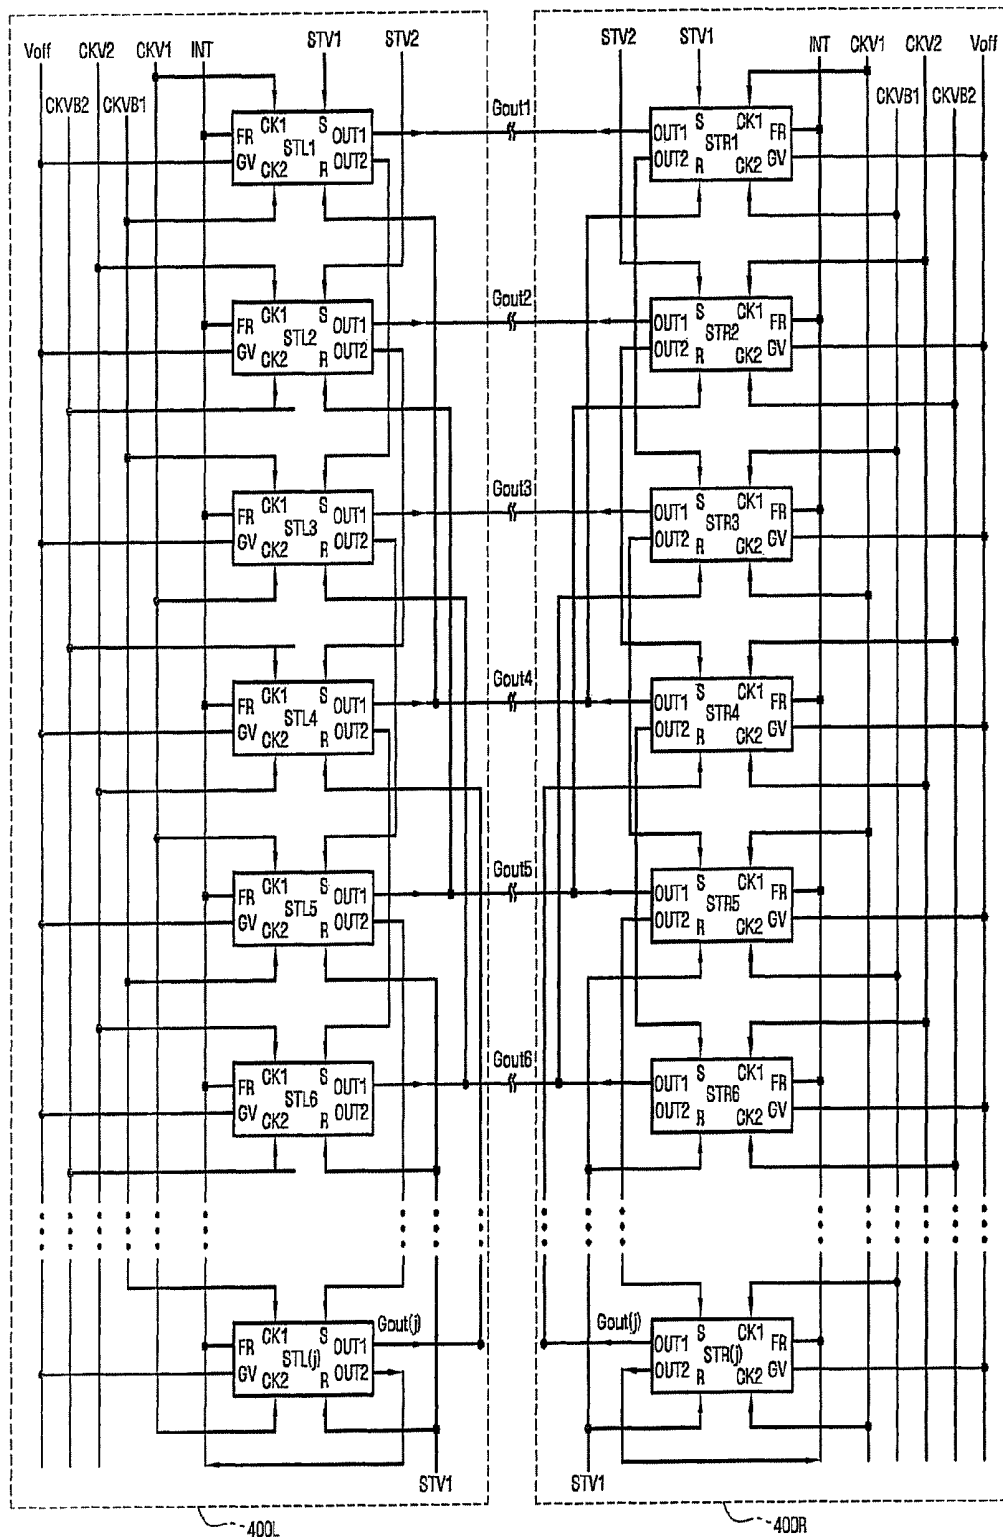 Voff CKV2 CKV1 INT STV1 STV2
CKVB2 CKVB1
STV2 STV1 INT CKV1 CKV2 Voff
CKVB1 CKVB2
CK1 S OUT1
FR STL1 OUT2
GV CK2 R
Gout1
OUT1 S CK1 FR
OUT2 STR1 GV
R CK2
CK1 S OUT1
FR STL2 OUT2
GV CK2 R
Gout2
OUT1 S CK1 FR
OUT2 STR2 GV
R CK2
CK1 S OUT1
FR STL3 OUT2
GV CK2 R
Gout3
OUT1 S CK1 FR
OUT2 STR3 GV
R CK2
CK1 S OUT1
FR STL4 OUT2
GV CK2 R
Gout4
OUT1 S CK1 FR
OUT2 STR4 GV
R CK2
CK1 S OUT1
FR STL5 OUT2
GV CK2 R
Gout5
OUT1 S CK1 FR
OUT2 STR5 GV
R CK2
CK1 S OUT1
FR STL6 OUT2
GV CK2 R
Gout6
OUT1 S CK1 FR
OUT2 STR6 GV
R CK2
CK1 S OUT1
FR STL(j) OUT2
GV CK2 R
Gout(j)
Gout(j)
OUT1 S CK1 FR
OUT2 STR(j) GV
R CK2
STV1
STV1
400L
400R